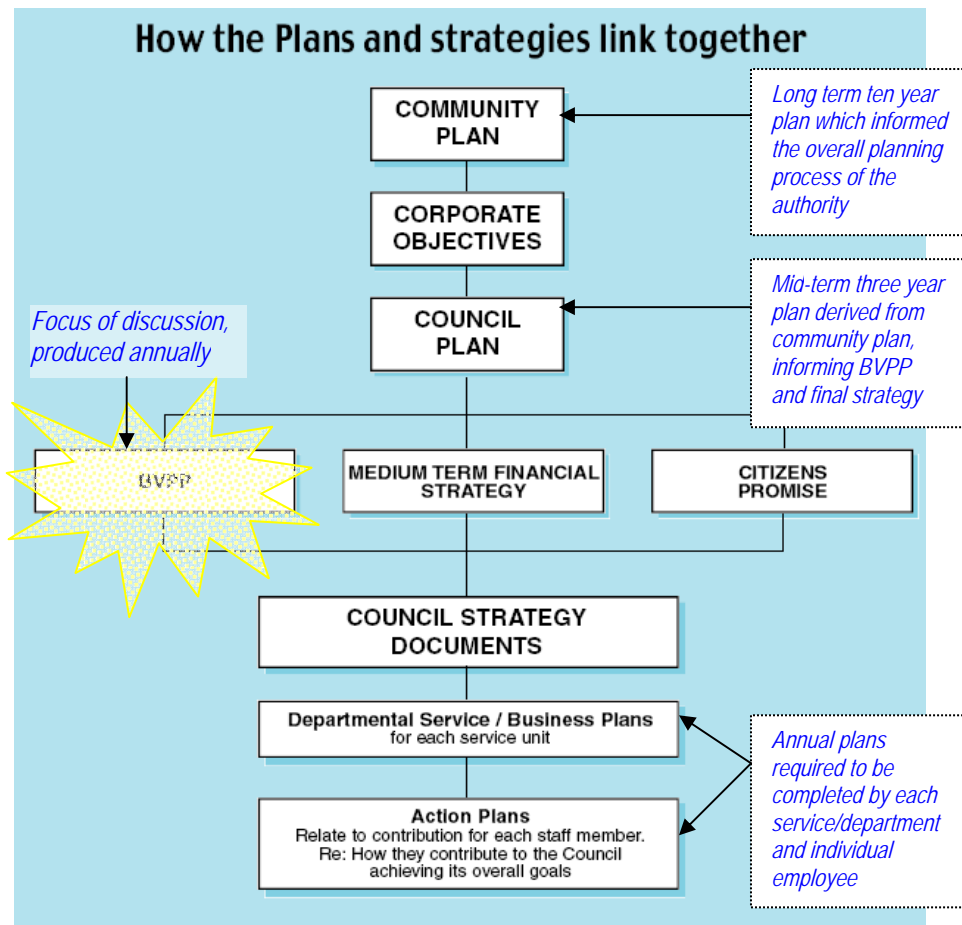 How the Plans and strategies link together
COMMUNITY
PLAN
Long term ten year
plan which informed
the overall planning
process of the
authority
CORPORATE
OBJECTIVES
COUNCIL
PLAN
Mid-term three year
plan derived from
community plan,
informing BVPP
and final strategy
Focus of discussion,
produced annually
BVPP
MEDIUM TERM FINANCIAL
STRATEGY
CITIZENS
PROMISE
COUNCIL STRATEGY
DOCUMENTS
Departmental Service / Business Plans
for each service unit
Action Plans
Relate to contribution for each staff member.
Re: How they contribute to the Council
achieving its overall goals
Annual plans
required to be
completed by each
service/department
and individual
employee